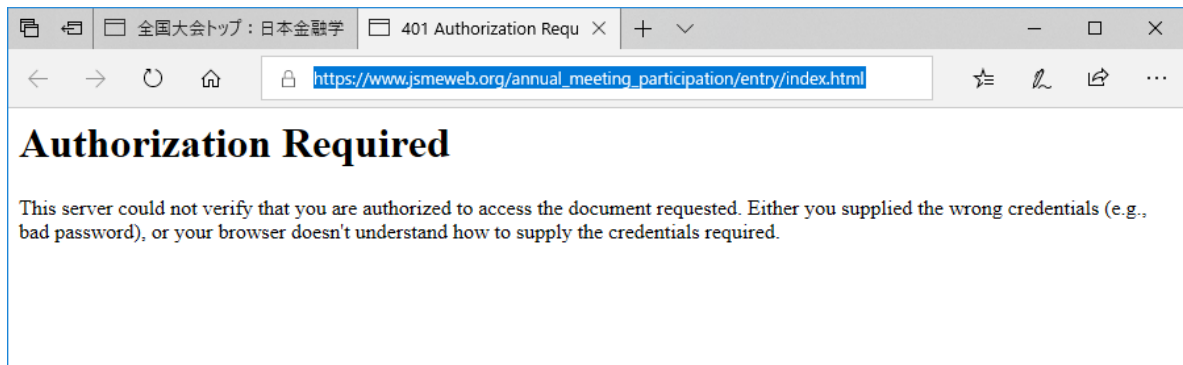 全国大会トップ：日本金融学
401 Authorization Requ
https://www.jsmeweb.org/annual_meeting_participation/entry/index.html
Authorization Required
This server could not verify that you are authorized to access the document requested. Either you supplied the wrong credentials (e.g.,
bad password), or your browser doesn't understand how to supply the credentials required.